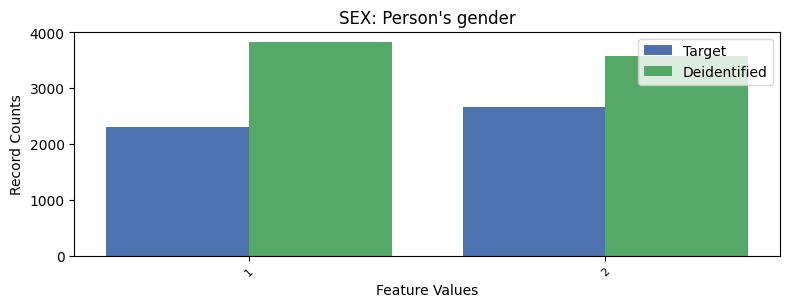 SEX: Person's gender
Target
Deidentified
Record Counts
4000
3000
2000
1000
0
1
2
Feature Values